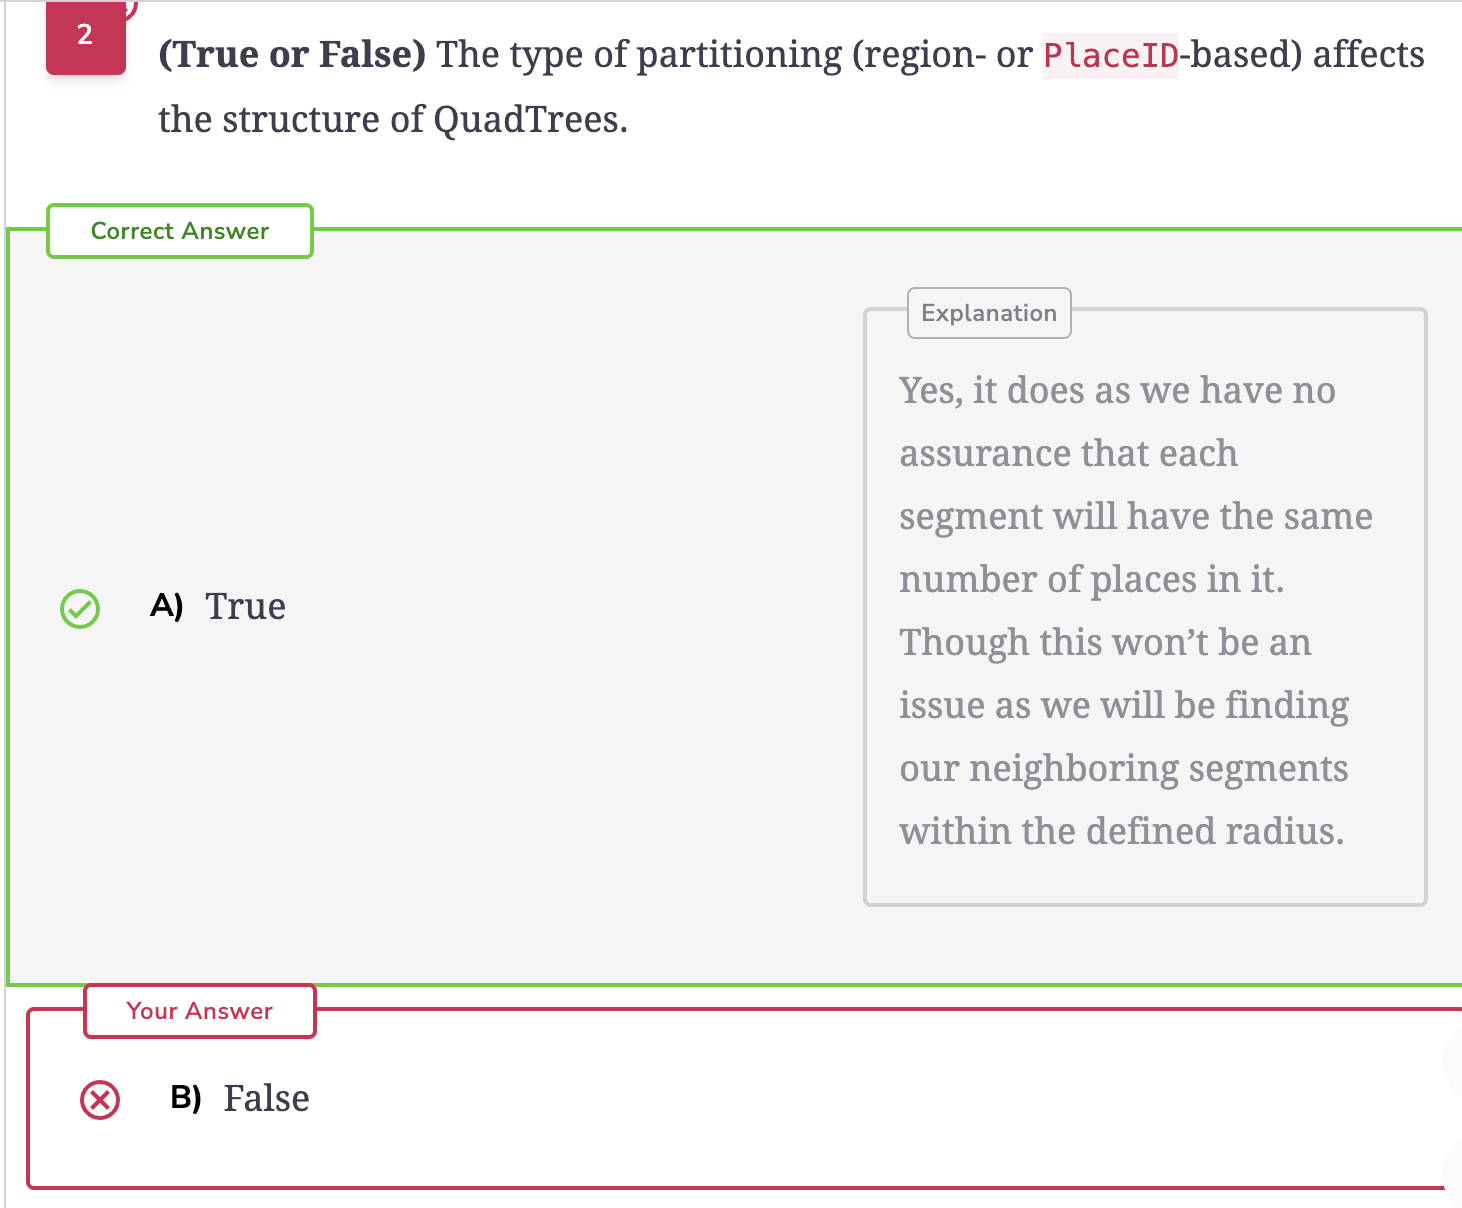 2
(True or False) The type of partitioning (region- or PlaceID-based) affects
the structure of QuadTrees.
Correct Answer
Explanation
Yes, it does as we have no
assurance that each
segment will have the same
number of places in it.
Though this won’t be an
issue as we will be finding
our neighboring segments
within the defined radius.
A) True
Your Answer
B) False